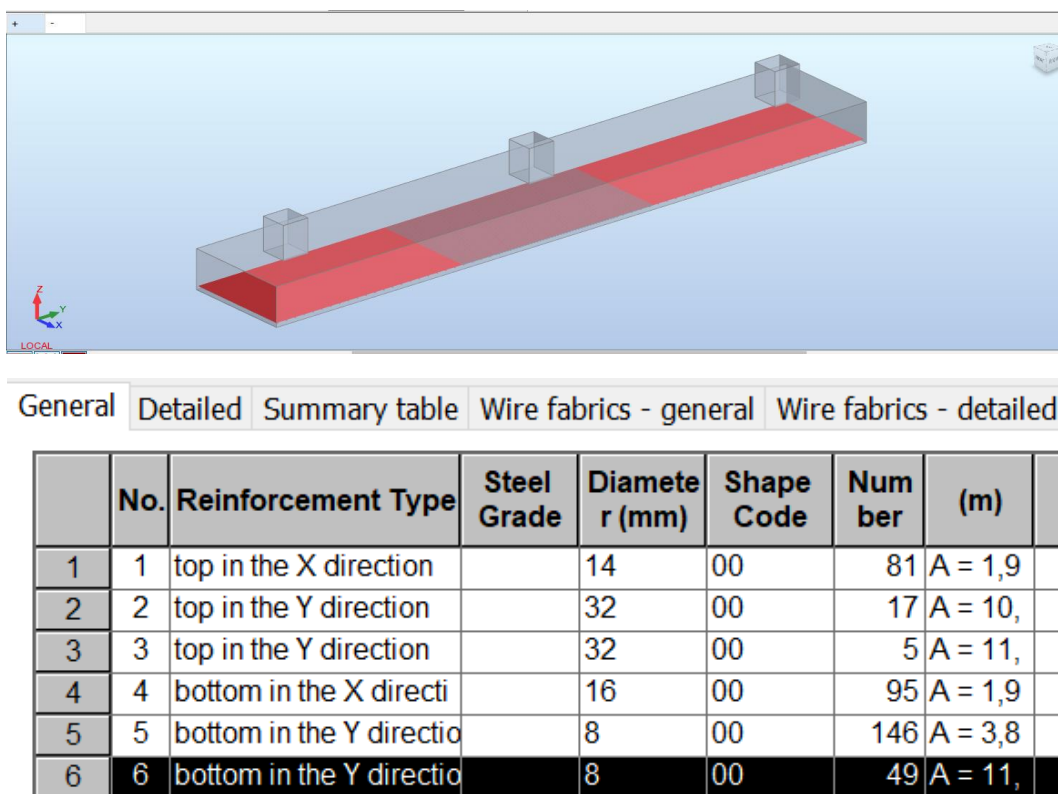 + -
Z
Y
X
LOCAL
General Detailed Summary table Wire fabrics - general Wire fabrics - detailed
No. Reinforcement Type Steel Grade Diameter (mm) Shape Code Number (m)
1 1 top in the X direction 14 00 81 A = 1,9
2 2 top in the Y direction 32 00 17 A = 10,
3 3 top in the Y direction 32 00 5 A = 11,
4 4 bottom in the X directi 16 00 95 A = 1,9
5 5 bottom in the Y directio 8 00 146 A = 3,8
6 6 bottom in the Y directio 8 00 49 A = 11,